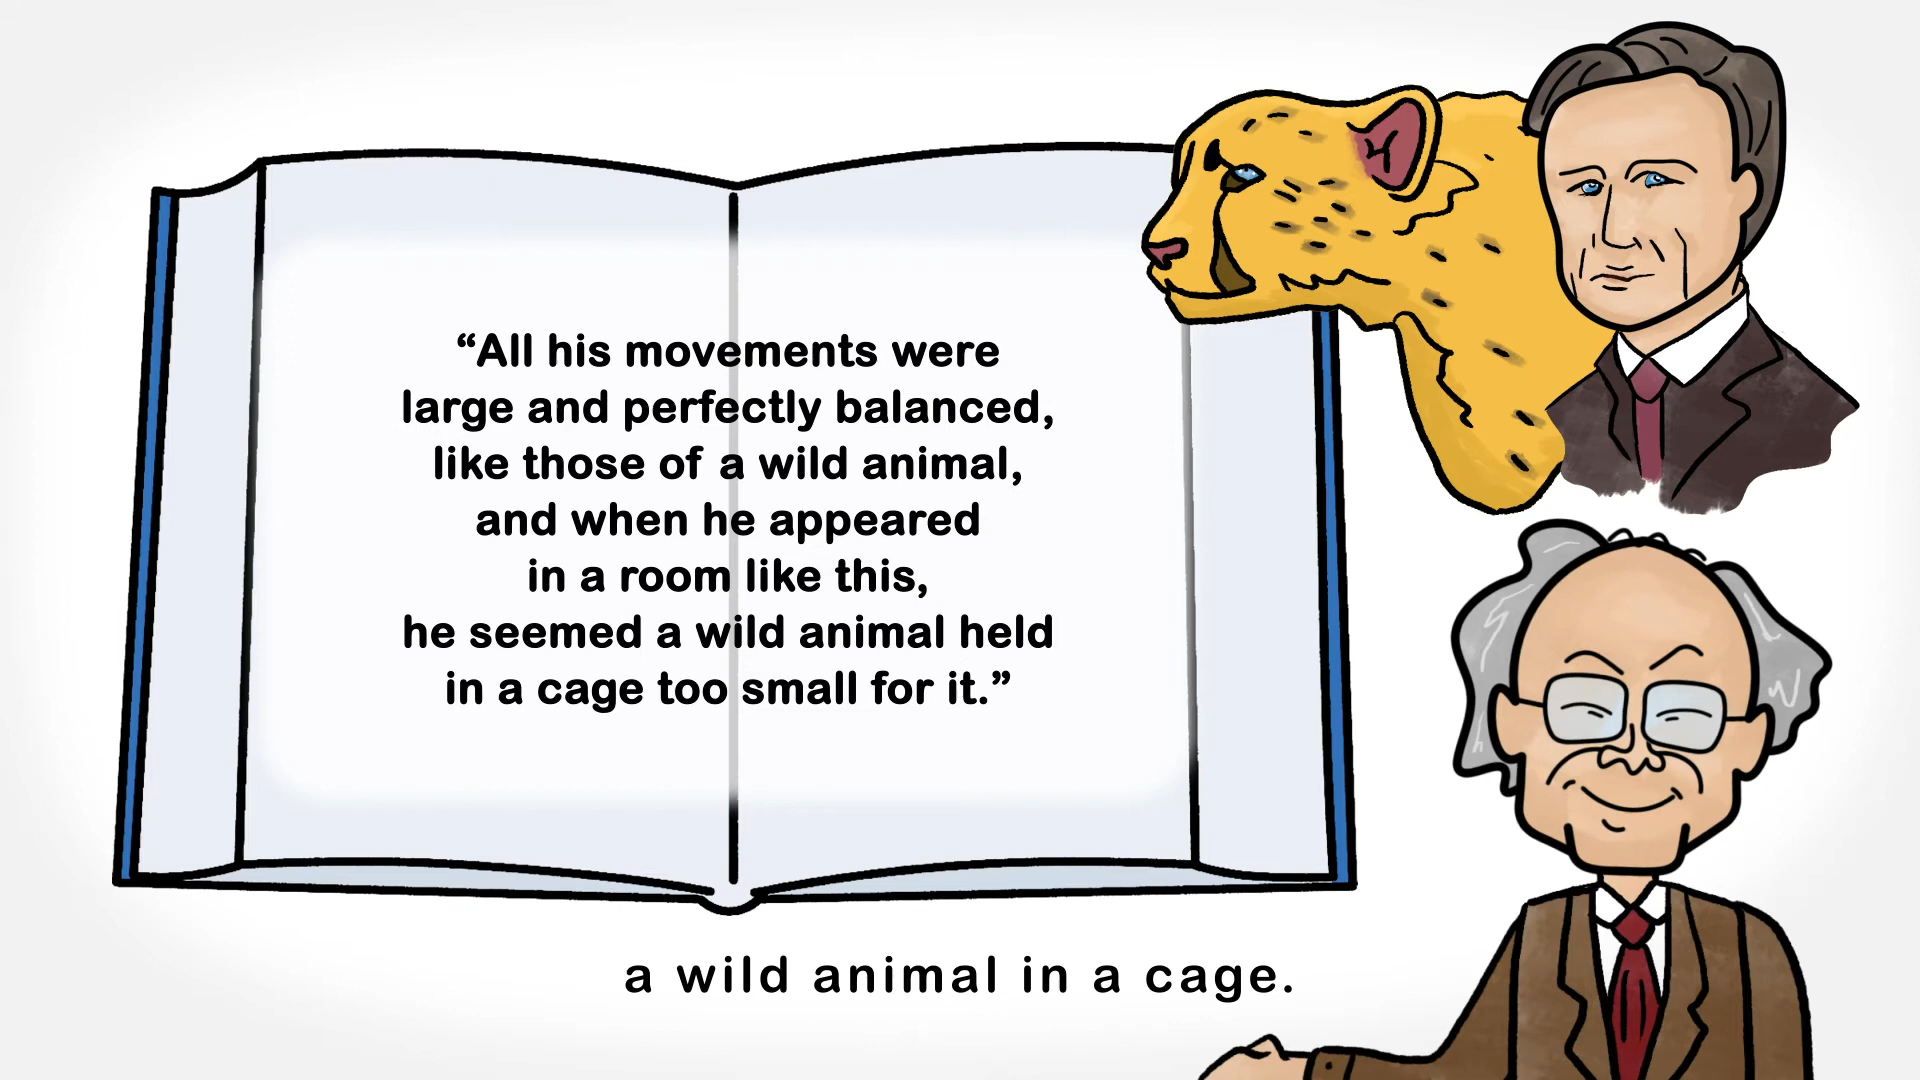 “All his movements were
large and perfectly balanced,
like those of a wild animal,
and when he appeared
in a room like this,
he seemed a wild animal held
in a cage too small for it.”
a wild animal in a cage.